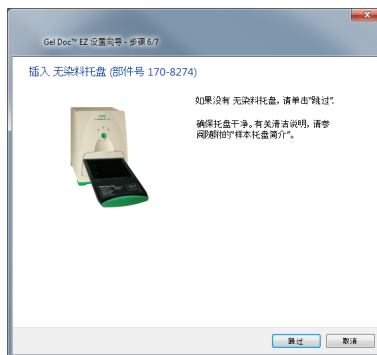 Gel Doc™ EZ 设置向导 - 步骤 6/7
插入 无染料托盘 (部件号 170-8274)
如果没有 无染料托盘, 请单击"跳过".
确保托盘干净。有关清洁说明, 请参
阅随附的"样本托盘简介"。
跳过
取消